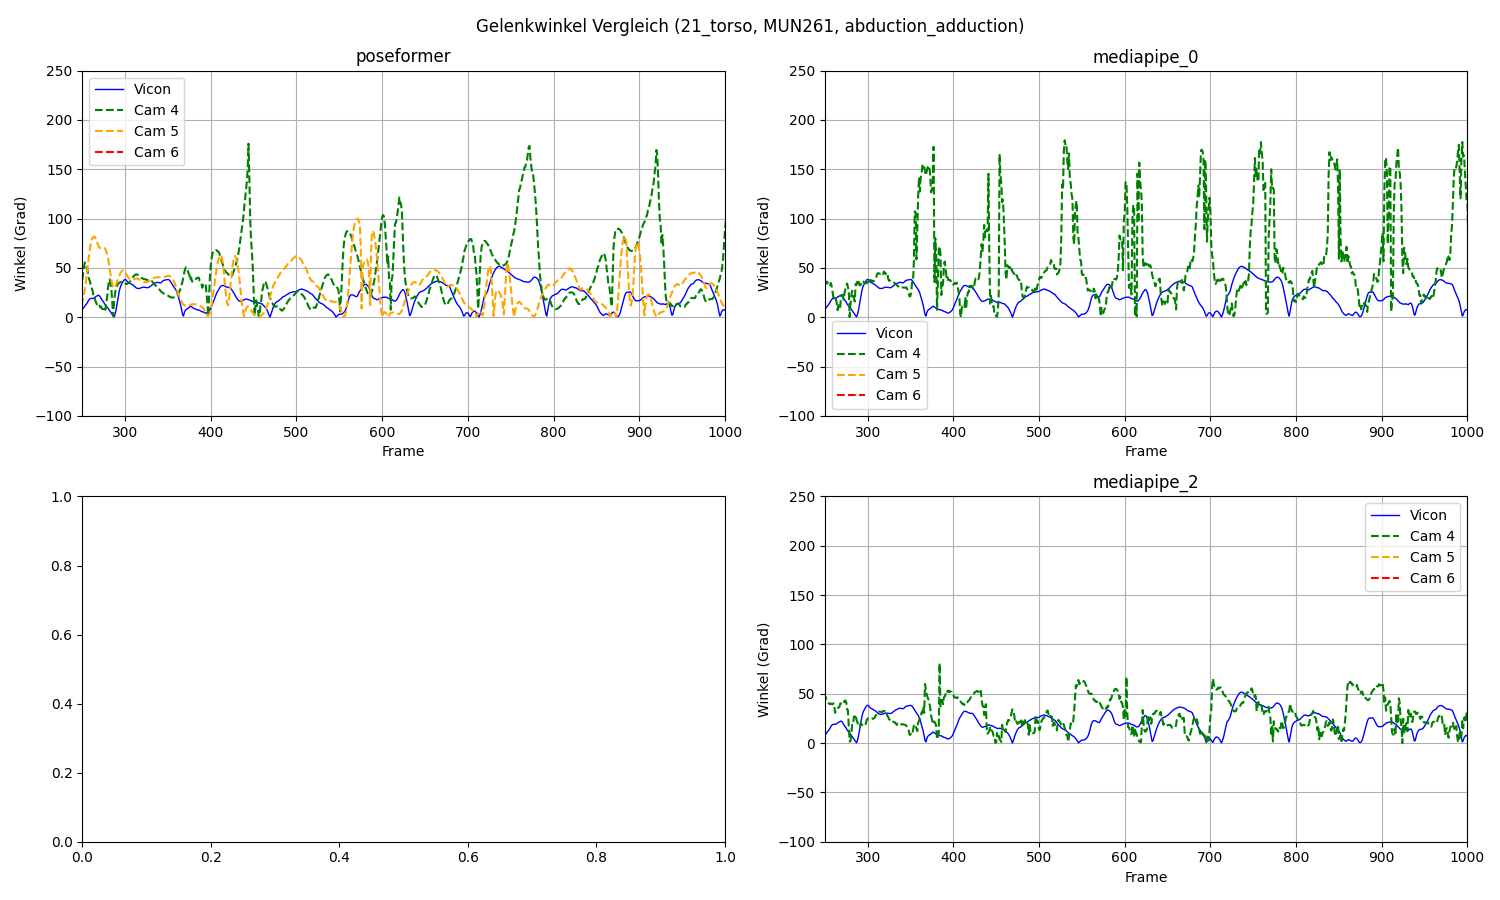 Gelenkwinkel Vergleich (21_torso, MUN261, abduction_adduction)
poseformer
250
200
150
100
50
0
−50
−100
Winkel (Grad)
Vicon
Cam 4
Cam 5
Cam 6
300 400 500 600 700 800 900 1000
Frame
mediapipe_0
250
200
150
100
50
0
−50
−100
Winkel (Grad)
Vicon
Cam 4
Cam 5
Cam 6
300 400 500 600 700 800 900 1000
Frame
1.0
0.8
0.6
0.4
0.2
0.0
0.0 0.2 0.4 0.6 0.8 1.0
mediapipe_2
250
200
150
100
50
0
−50
−100
Winkel (Grad)
Vicon
Cam 4
Cam 5
Cam 6
300 400 500 600 700 800 900 1000
Frame